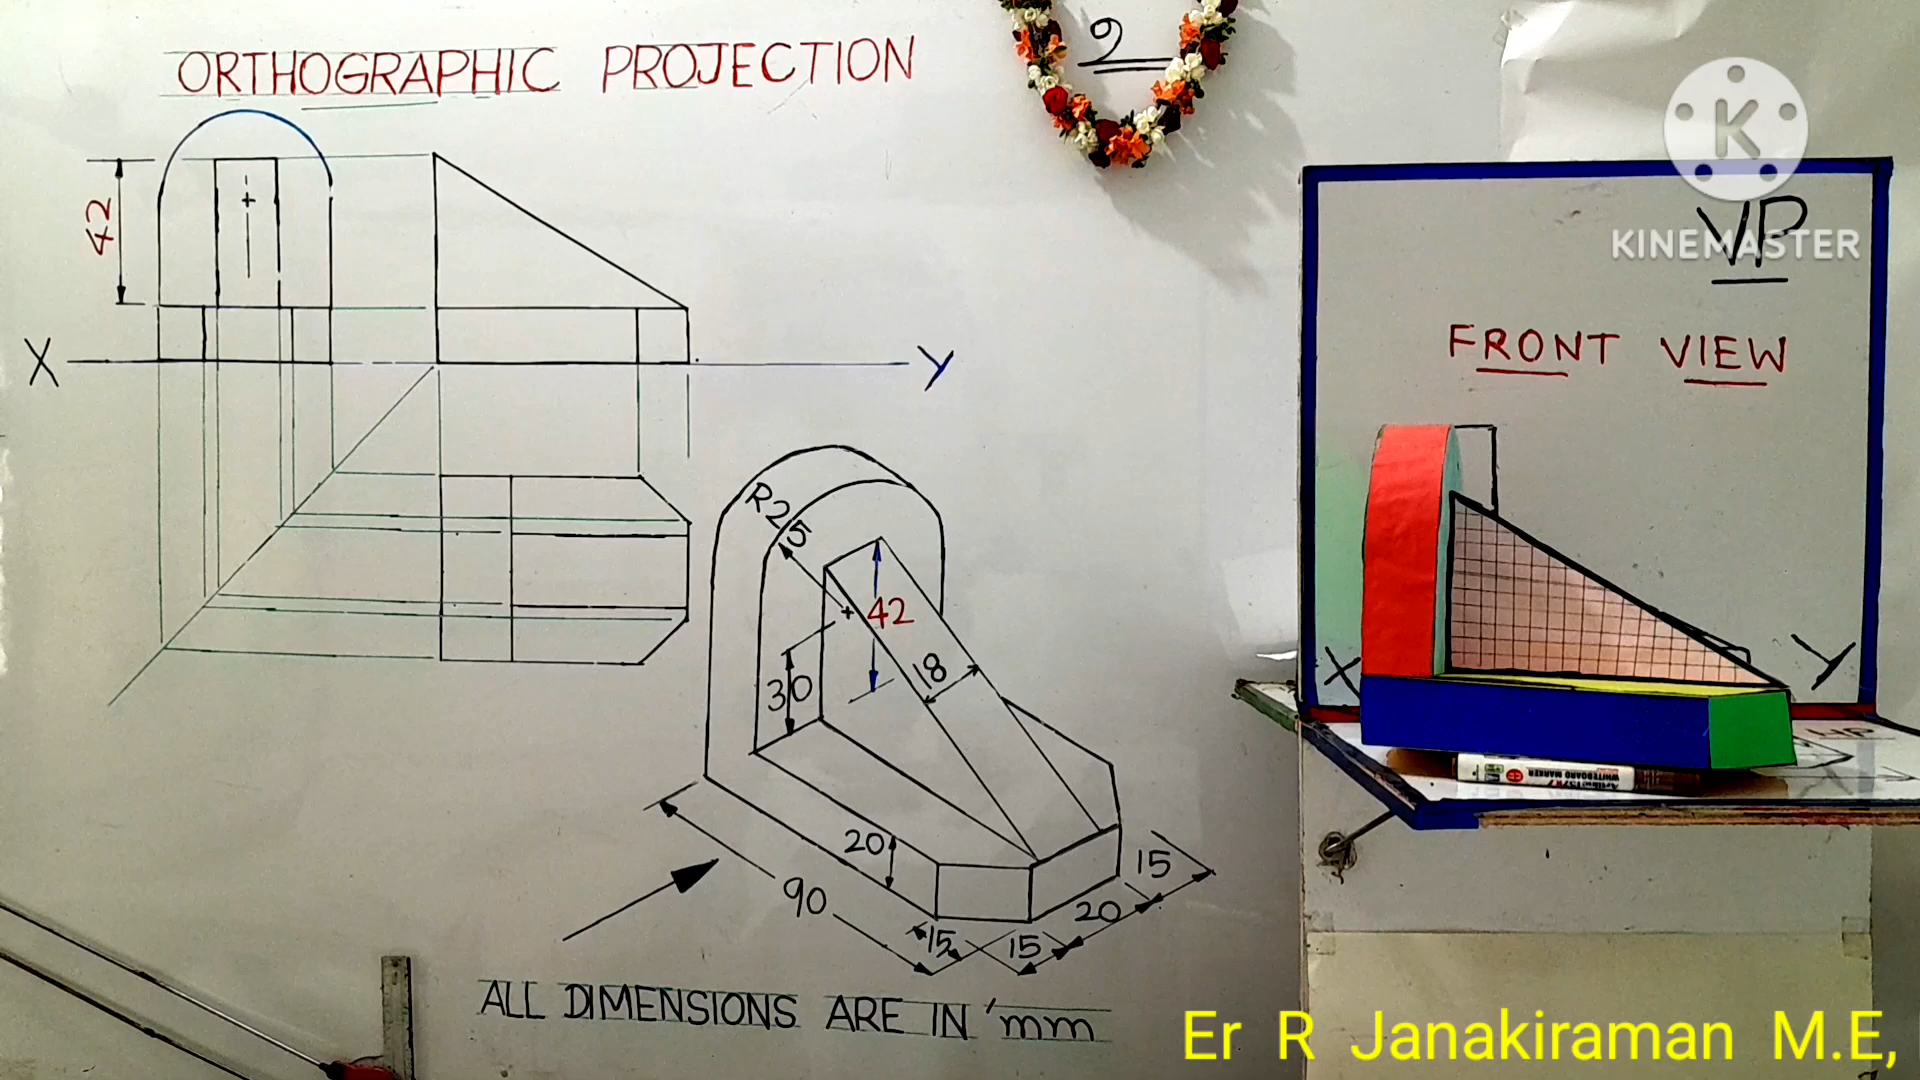 ORTHOGRAPHIC PROJECTION
42
X
Y
K
KINEMASTER
VP
FRONT VIEW
X
Y
HP
R25
42
18
30
20
90
15
15
20
15
ALL DIMENSIONS ARE IN 'mm
Er R Janakiraman M.E,